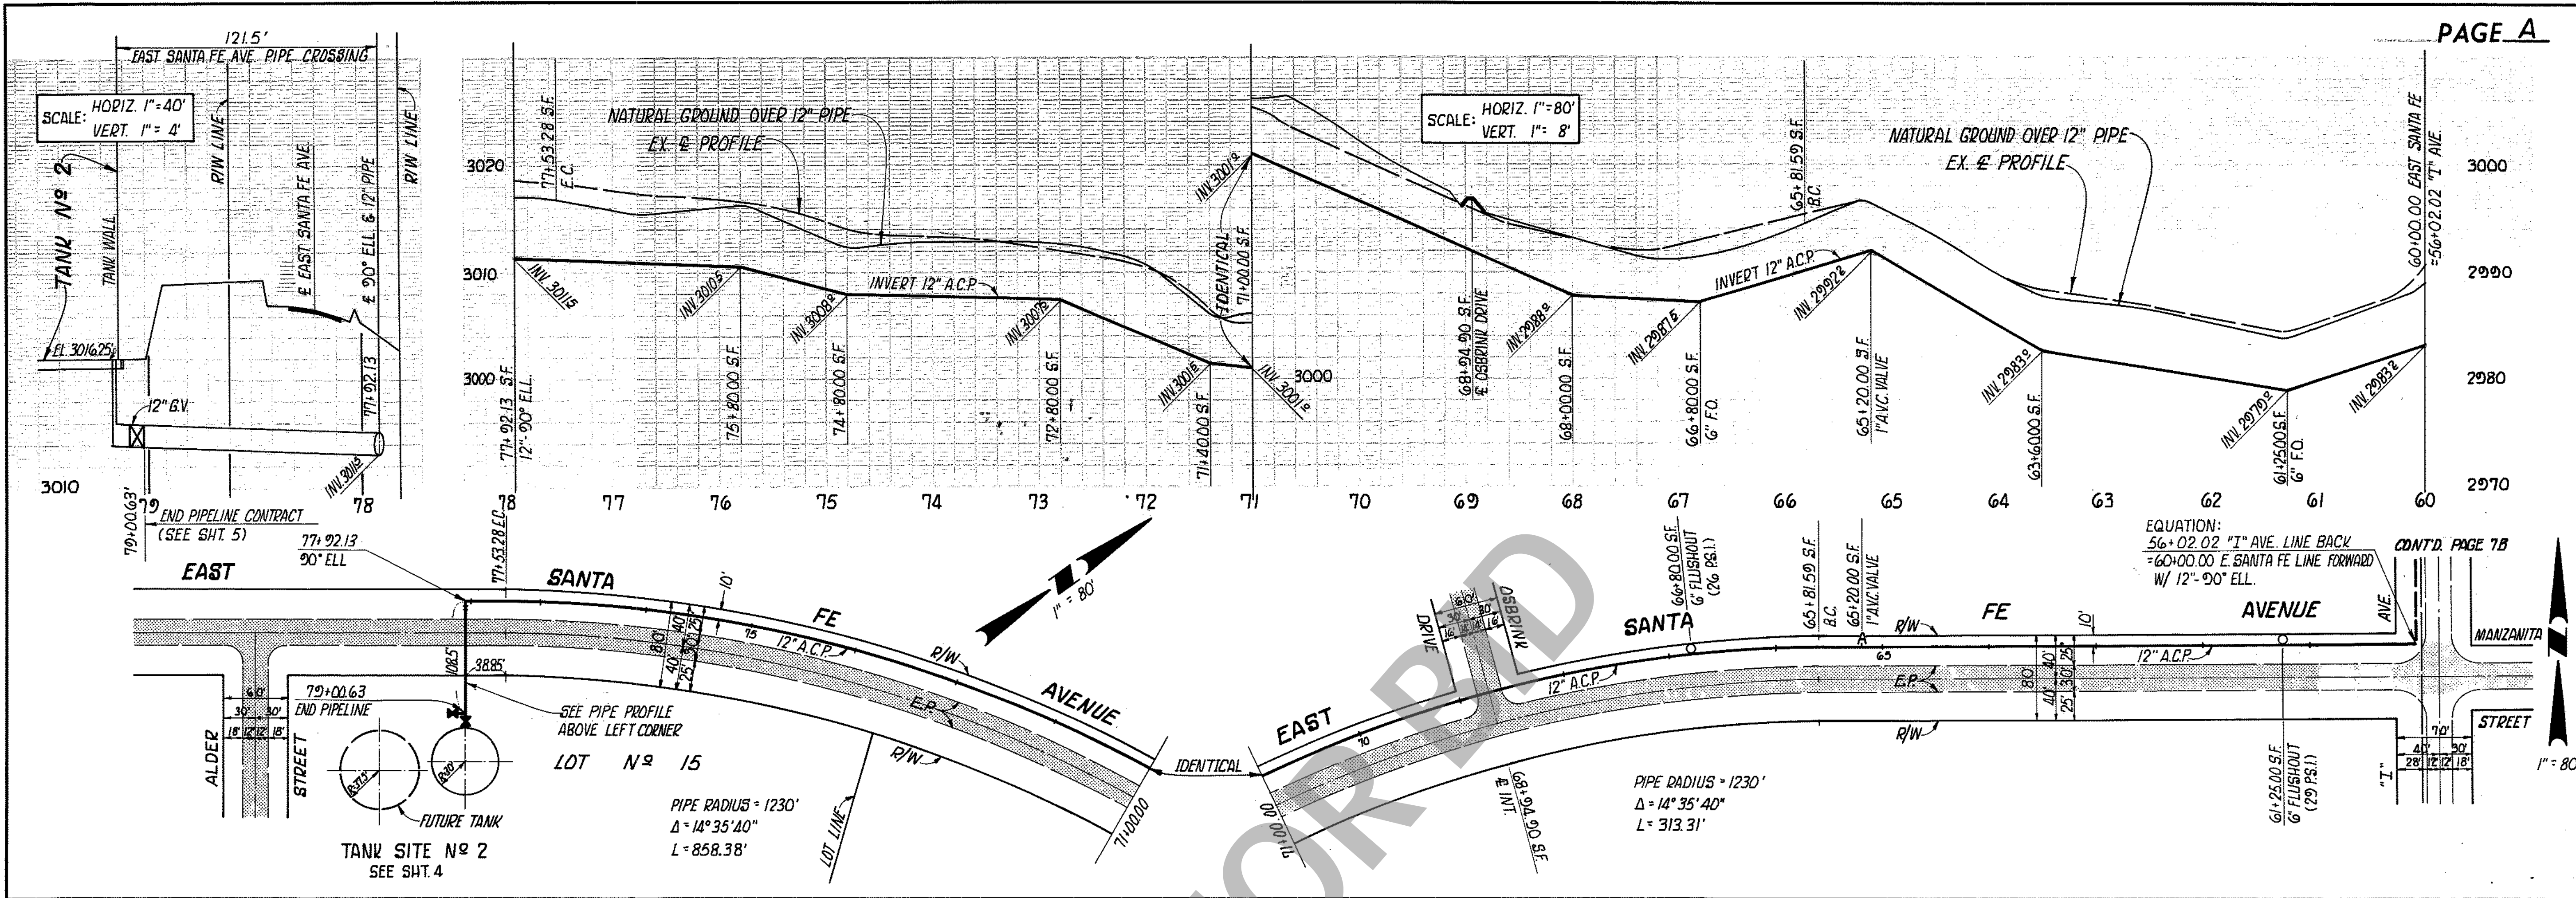 PAGE A
121.5'
EAST SANTA FE AVE. PIPE CROSSING
SCALE: HORIZ. 1"=40'
VERT. 1"= 4'
TANK Nº 2
TANK WALL
R/W LINE
℄ EAST SANTA FE AVE.
℄ 90° ELL & 12" PIPE
R/W LINE
EL. 3016.25
12" G.V.
77+92.13
INV. 3011.5
3010
79+00.63'
79
78
END PIPELINE CONTRACT
(SEE SHT. 5)
3020
3010
3000
77+53.28 S.F.
E.C.
NATURAL GROUND OVER 12" PIPE
EX. ℄ PROFILE
INV. 3011.5
77+92.13 S.F.
12"-90° ELL.
INV. 3010.5
75+80.00 S.F.
INV. 3008.0
74+80.00 S.F.
INVERT 12" A.C.P.
INV. 3007.5
72+80.00 S.F.
INV. 3001.5
71+40.00 S.F.
INV. 3001.0
IDENTICAL
71+00.00 S.F.
INV. 3001.0
3000
SCALE: HORIZ. 1"=80'
VERT. 1"= 8'
68+94.90 S.F.
℄ OSBRINK DRIVE
INV. 2988.0
68+00.00 S.F.
INV. 2987.5
66+80.00 S.F.
6" F.O.
INVERT 12" A.C.P.
65+81.59 S.F.
B.C.
INV. 2992.2
65+20.00 S.F.
1" A.V.C. VALVE
NATURAL GROUND OVER 12" PIPE
EX. ℄ PROFILE
INV. 2983.0
63+60.00 S.F.
INV. 2979.0
61+25.00 S.F.
6" F.O.
INV. 2983.2
60+00.00 EAST SANTA FE
=56+02.02 "I" AVE.
3000
2990
2980
2970
78 77 76 75 74 73 72 71 70 69 68 67 66 65 64 63 62 61 60
77+92.13
90° ELL
77+53.28 E.C.
EAST SANTA FE AVENUE
10'
80'
40'
40'
25'
30'
25'
75
12" A.C.P.
E.P.
R/W
R/W
1" = 80'
108.5'
38.85'
79+00.63
END PIPELINE
SEE PIPE PROFILE
ABOVE LEFT CORNER
LOT Nº 15
ALDER STREET
60'
30' 30'
18' 12' 12' 18'
R=37.5'
R=30'
FUTURE TANK
TANK SITE Nº 2
SEE SHT. 4
PIPE RADIUS = 1230'
Δ = 14° 35' 40"
L = 858.38'
LOT LINE
71+00.00
IDENTICAL
71+00.00
EAST SANTA FE AVENUE
70
12" A.C.P.
OSBRINK DRIVE
60'
30' 30'
16' 14' 14' 16'
68+94.90 S.F.
℄ INT.
66+80.00 S.F.
6" FLUSHOUT
(26 P.S.I.)
65+81.59 S.F.
B.C.
65+20.00 S.F.
1" A.V.C. VALVE
A
65
R/W
E.P.
R/W
10'
80'
40'
40'
25'
30'
25'
12" A.C.P.
PIPE RADIUS = 1230'
Δ = 14° 35' 40"
L = 313.31'
EQUATION:
56+02.02 "I" AVE. LINE BACK
=60+00.00 E. SANTA FE LINE FORWARD
W/ 12"-90° ELL.
CONT'D. PAGE 7B
AVE.
MANZANITA
STREET
61+25.00 S.F.
6" FLUSHOUT
(29 P.S.I.)
"I"
70'
40' 30'
28' 12' 12' 18'
1" = 80'
OR BID